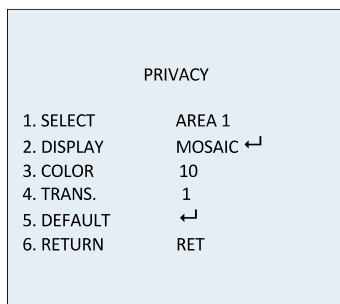 PRIVACY
1. SELECT AREA 1
2. DISPLAY MOSAIC ↵
3. COLOR 10
4. TRANS. 1
5. DEFAULT ↵
6. RETURN RET